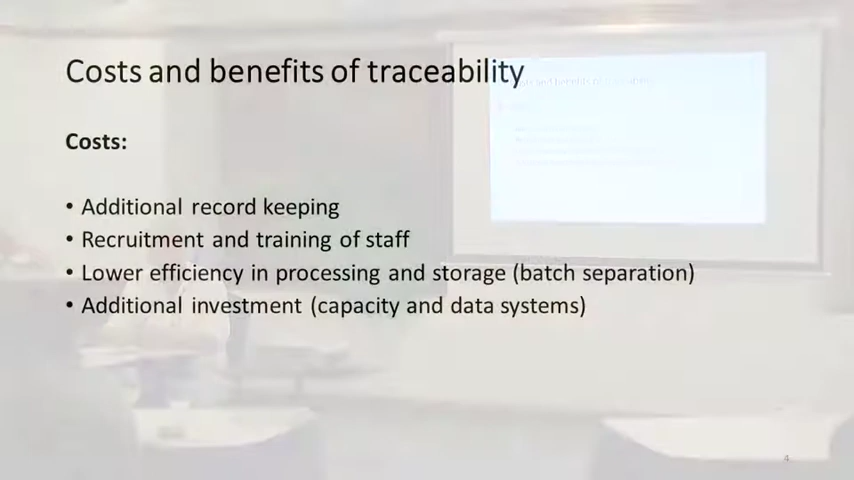 Costs and benefits of traceability
Costs:
• Additional record keeping
• Recruitment and training of staff
• Lower efficiency in processing and storage (batch separation)
• Additional investment (capacity and data systems)
4